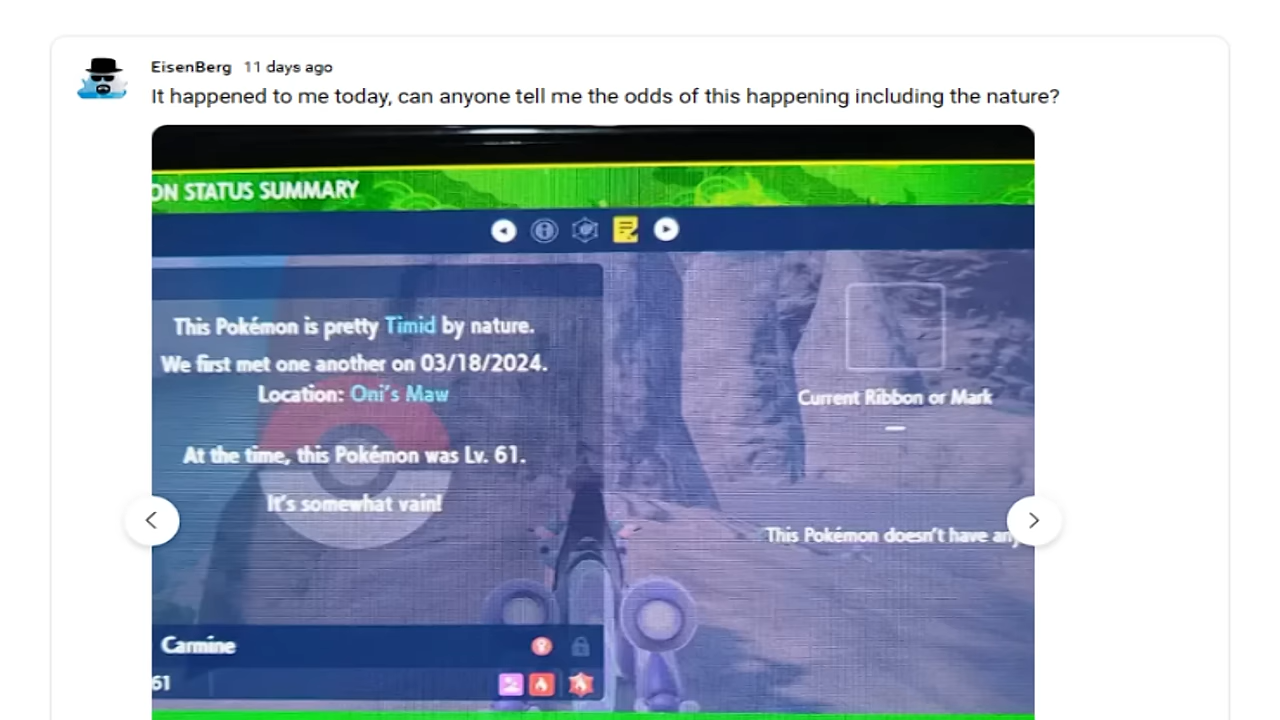 EisenBerg 11 days ago
It happened to me today, can anyone tell me the odds of this happening including the nature?
ON STATUS SUMMARY
This Pokémon is pretty Timid by nature.
We first met one another on 03/18/2024.
Location: Oni's Maw
At the time, this Pokémon was Lv. 61.
It's somewhat vain!
Current Ribbon or Mark
This Pokémon doesn't have any
Carmine
61